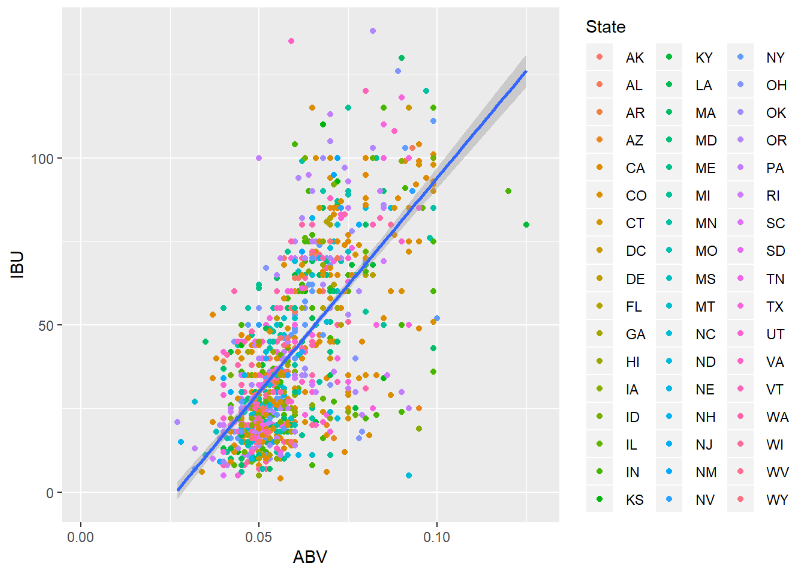 State
AK KY NY
AL LA OH
AR MA OK
AZ MD OR
CA ME PA
CO MI RI
CT MN SC
DC MO SD
DE MS TN
FL MT TX
GA NC UT
HI ND VA
IA NE VT
ID NH WA
IL NJ WI
IN NM WV
KS NV WY
IBU
100
50
0
0.00 0.05 0.10
ABV